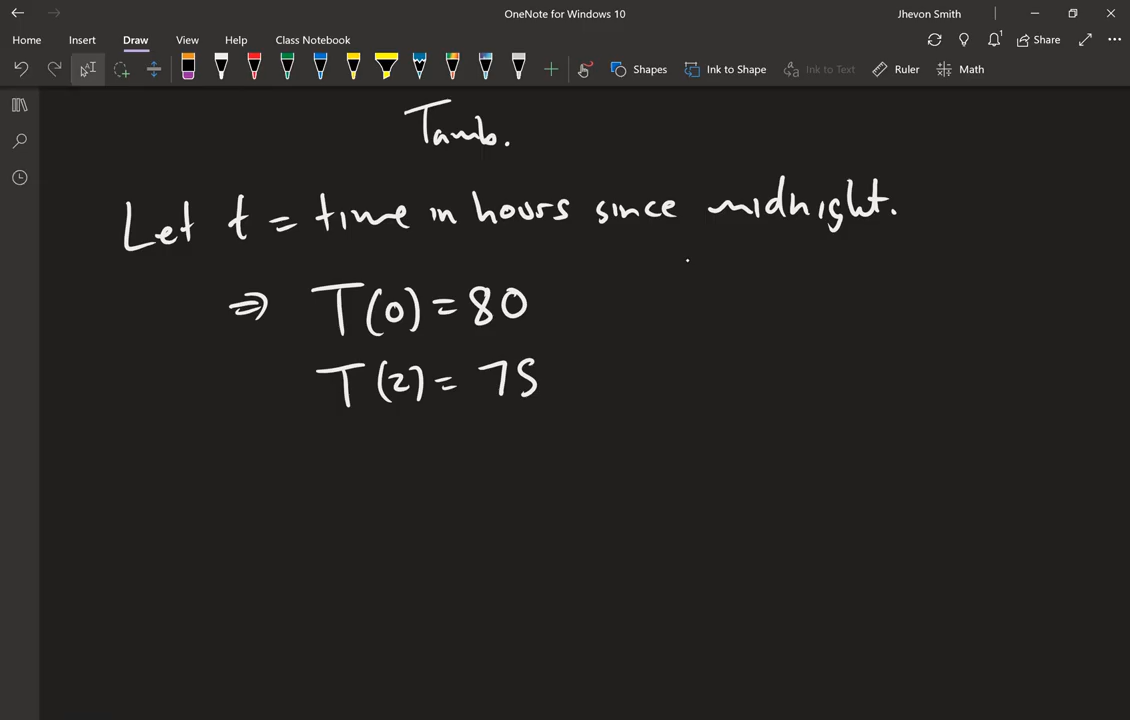 OneNote for Windows 10
Jhevon Smith
Home Insert Draw View Help Class Notebook
Share
Shapes Ink to Shape Ink to Text Ruler Math
Tamb.
Let t = time in hours since midnight.
⇒ T(0) = 80
T(2) = 75